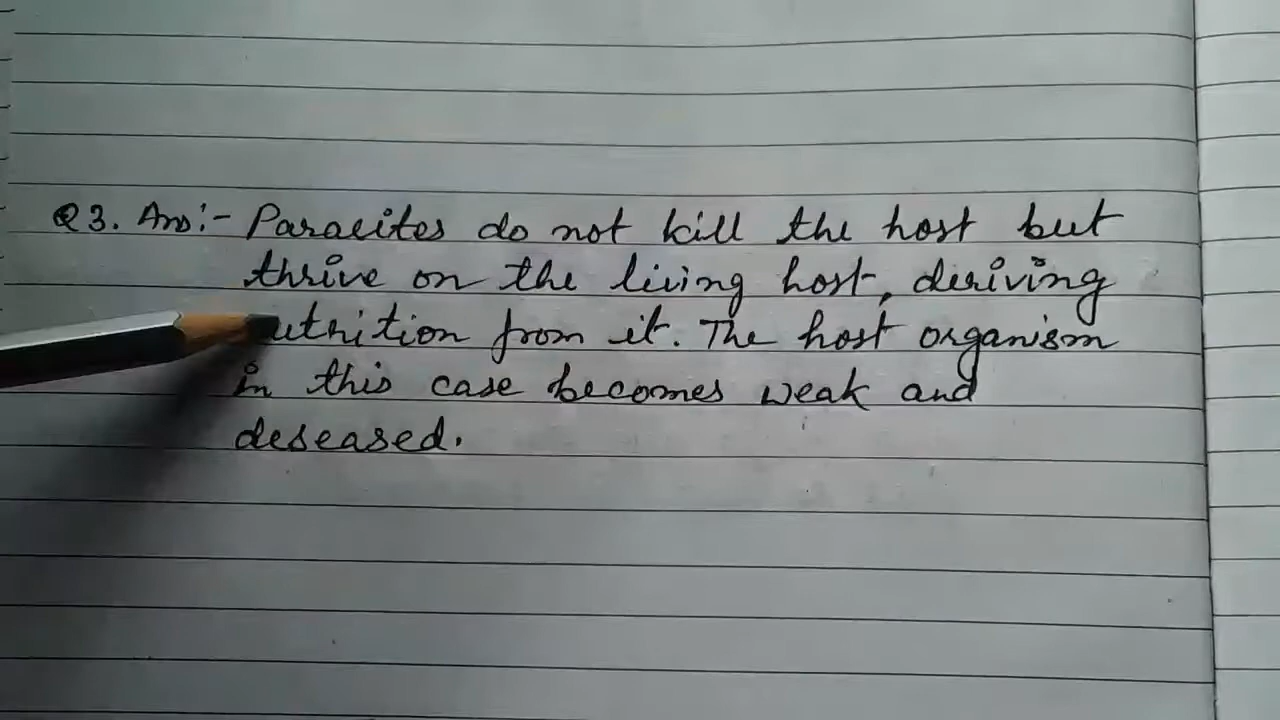 Q3. Ans:- Paracites do not kill the host but
thrive on the living host, deriving
nutrition from it. The host organism
in this case becomes weak and
deseased.